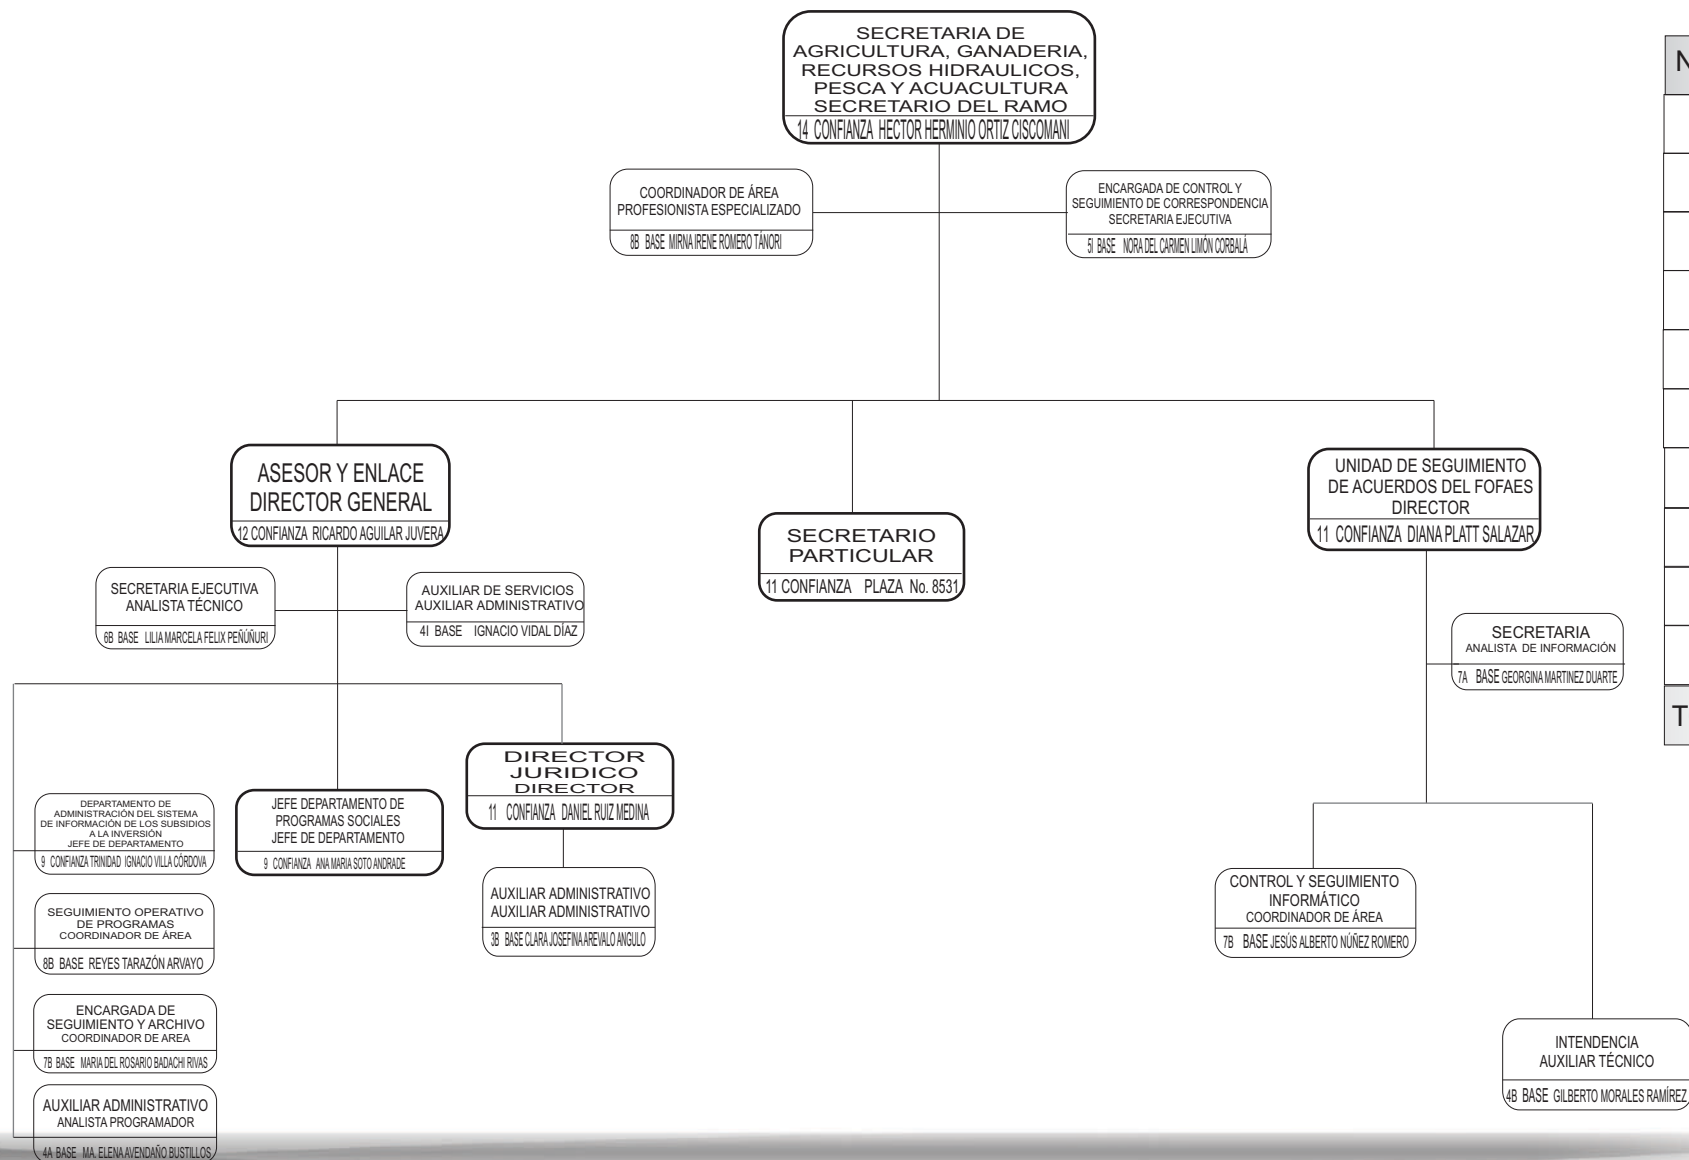 SECRETARIA DE
AGRICULTURA, GANADERIA,
RECURSOS HIDRAULICOS,
PESCA Y ACUACULTURA
SECRETARIO DEL RAMO
14 CONFIANZA HECTOR HERMINIO ORTIZ CISCOMANI
COORDINADOR DE ÁREA
PROFESIONISTA ESPECIALIZADO
8B BASE MIRNA IRENE ROMERO TÁNORI
ENCARGADA DE CONTROL Y
SEGUIMIENTO DE CORRESPONDENCIA
SECRETARIA EJECUTIVA
5I BASE NORA DEL CARMEN LIMÓN CORBALÁ
ASESOR Y ENLACE
DIRECTOR GENERAL
12 CONFIANZA RICARDO AGUILAR JUVERA
SECRETARIO
PARTICULAR
11 CONFIANZA PLAZA No. 8531
UNIDAD DE SEGUIMIENTO
DE ACUERDOS DEL FOFAES
DIRECTOR
11 CONFIANZA DIANA PLATT SALAZAR
SECRETARIA EJECUTIVA
ANALISTA TÉCNICO
6B BASE LILIA MARCELA FELIX PEÑÚÑURI
AUXILIAR DE SERVICIOS
AUXILIAR ADMINISTRATIVO
4I BASE IGNACIO VIDAL DÍAZ
SECRETARIA
ANALISTA DE INFORMACIÓN
7A BASE GEORGINA MARTINEZ DUARTE
DEPARTAMENTO DE
ADMINISTRACIÓN DEL SISTEMA
DE INFORMACIÓN DE LOS SUBSIDIOS
A LA INVERSIÓN
JEFE DE DEPARTAMENTO
9 CONFIANZA TRINIDAD IGNACIO VILLA CÓRDOVA
JEFE DEPARTAMENTO DE
PROGRAMAS SOCIALES
JEFE DE DEPARTAMENTO
9 CONFIANZA ANA MARIA SOTO ANDRADE
DIRECTOR
JURIDICO
DIRECTOR
11 CONFIANZA DANIEL RUIZ MEDINA
AUXILIAR ADMINISTRATIVO
AUXILIAR ADMINISTRATIVO
3B BASE CLARA JOSEFINA AREVALO ANGULO
SEGUIMIENTO OPERATIVO
DE PROGRAMAS
COORDINADOR DE ÁREA
8B BASE REYES TARAZÓN ARVAYO
ENCARGADA DE
SEGUIMIENTO Y ARCHIVO
COORDINADOR DE AREA
7B BASE MARIA DEL ROSARIO BADACHI RIVAS
AUXILIAR ADMINISTRATIVO
ANALISTA PROGRAMADOR
4A BASE MA. ELENA AVENDAÑO BUSTILLOS
CONTROL Y SEGUIMIENTO
INFORMÁTICO
COORDINADOR DE ÁREA
7B BASE JESÚS ALBERTO NÚÑEZ ROMERO
INTENDENCIA
AUXILIAR TÉCNICO
4B BASE GILBERTO MORALES RAMÍREZ
N
T